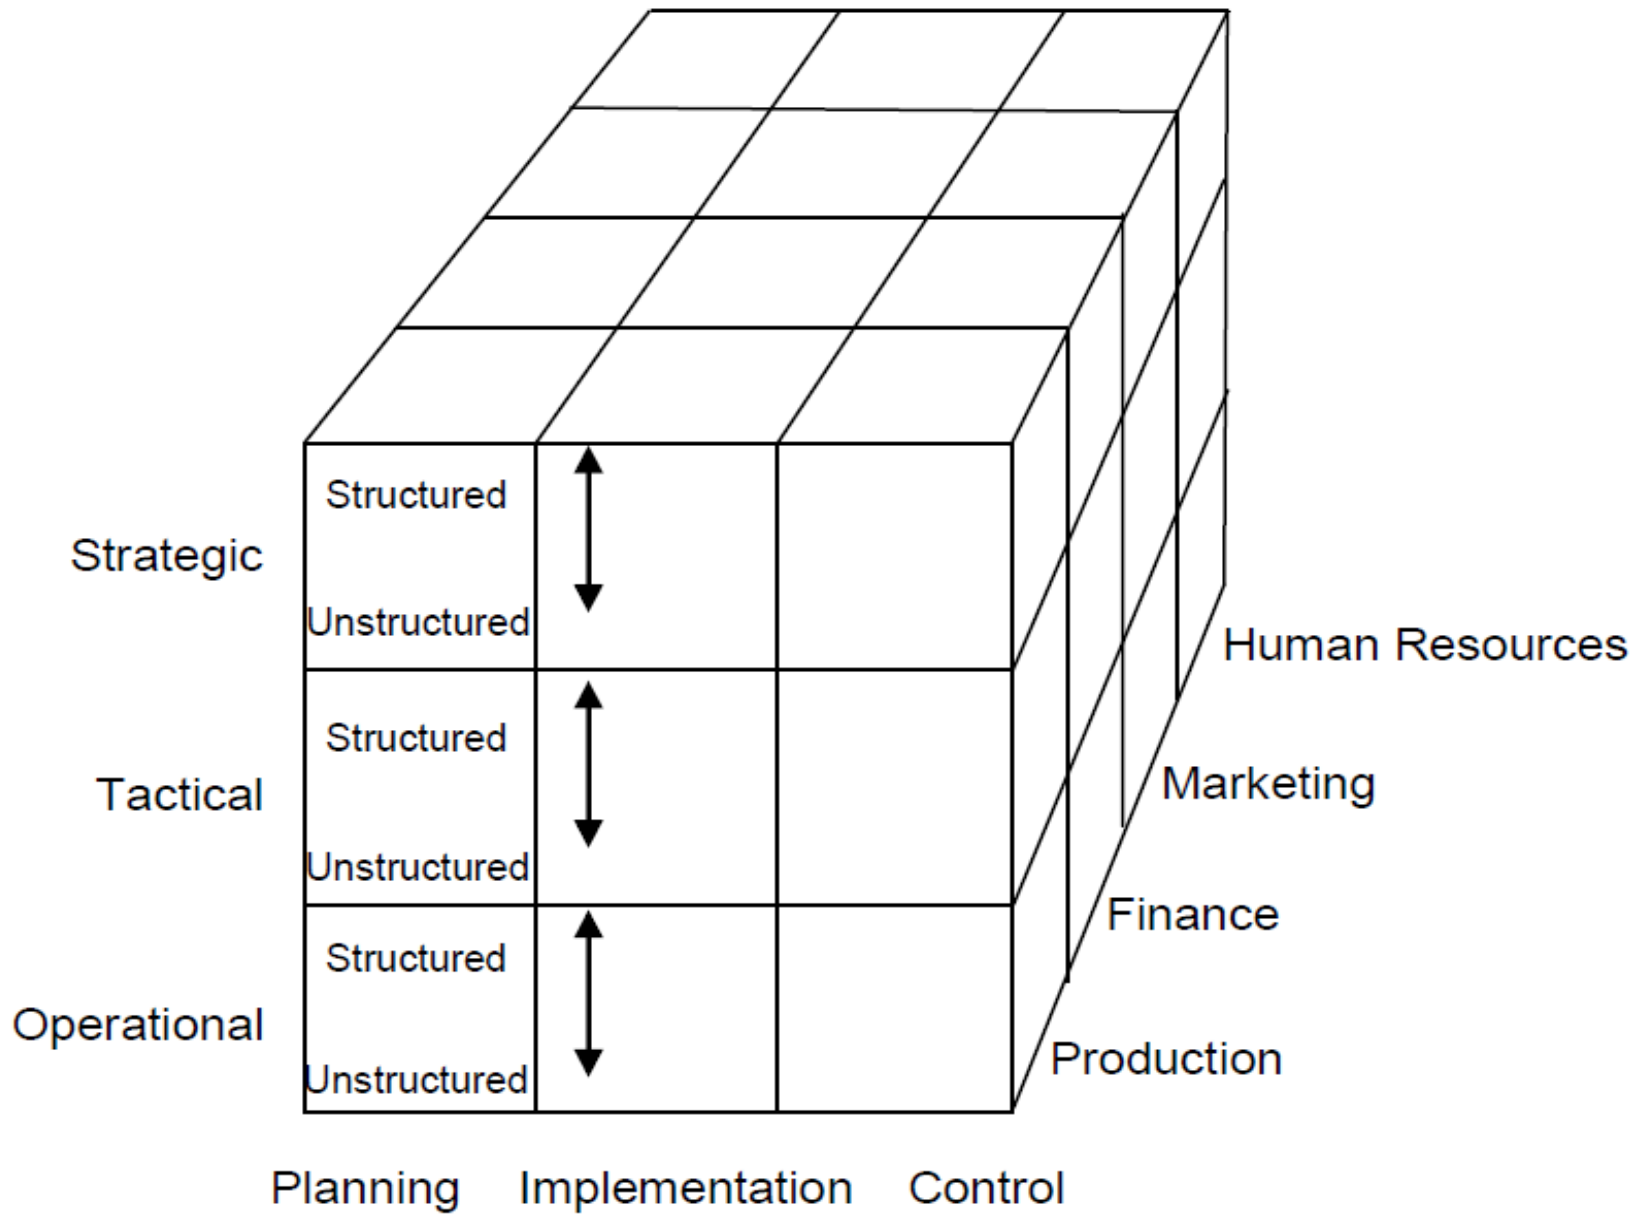 Structured
Strategic
Unstructured
Human Resources
Structured
Tactical
Marketing
Unstructured
Finance
Structured
Operational
Production
Unstructured
Planning Implementation Control